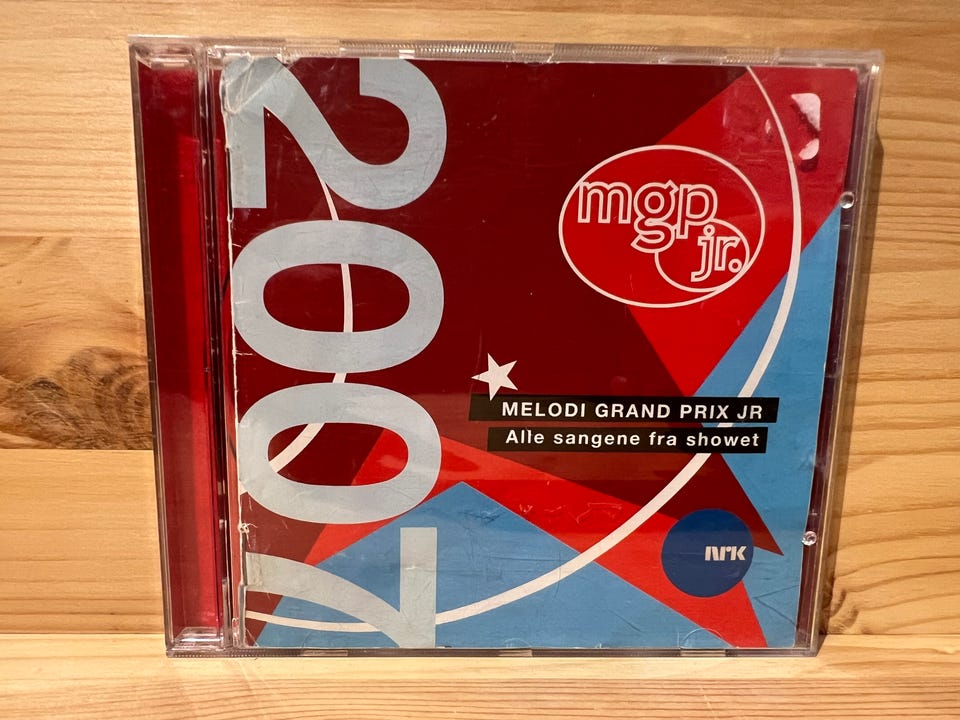 2007
mgp
jr.
MELODI GRAND PRIX JR
Alle sangene fra showet
NRK